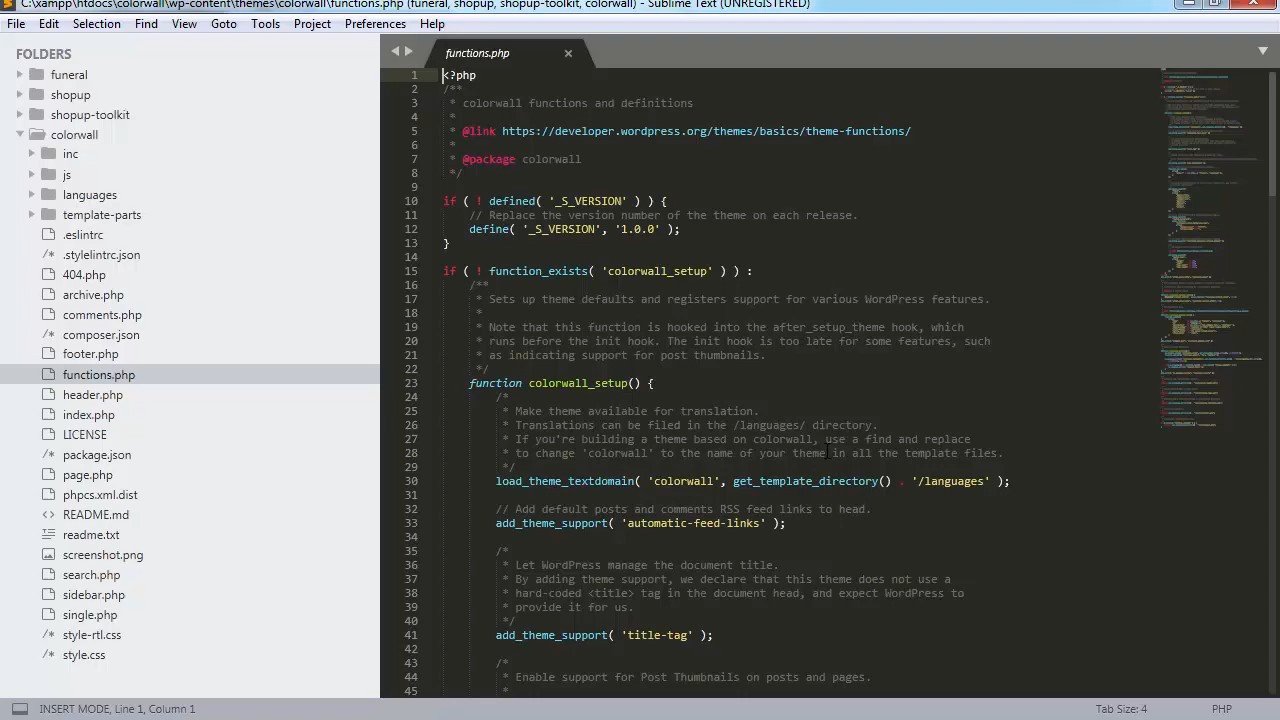 C:\xampp\htdocs\colorwall\wp-content\themes\colorwall\functions.php (funeral, shopup, shopup-toolkit, colorwall) - Sublime Text (UNREGISTERED)
File Edit Selection Find View Goto Tools Project Preferences Help
FOLDERS
funeral
shopup
shopup-toolkit
colorwall
inc
js
languages
template-parts
.eslintrc
.stylelintrc.json
404.php
archive.php
comments.php
composer.json
footer.php
header.php
index.php
LICENSE
package.json
page.php
phpcs.xml.dist
README.md
readme.txt
screenshot.png
search.php
sidebar.php
single.php
style-rtl.css
style.css
functions.php
1 <?php
2 /**
3 * colorwall functions and definitions
4 *
5 * @link https://developer.wordpress.org/themes/basics/theme-functions/
6 *
7 * @package colorwall
8 */
9
10 if ( ! defined( '_S_VERSION' ) ) {
11 // Replace the version number of the theme on each release.
12 define( '_S_VERSION', '1.0.0' );
13 }
14
15 if ( ! function_exists( 'colorwall_setup' ) ) :
16 /**
17 * Sets up theme defaults and registers support for various WordPress features.
18 *
19 * Note that this function is hooked into the after_setup_theme hook, which
20 * runs before the init hook. The init hook is too late for some features, such
21 * as indicating support for post thumbnails.
22 */
23 function colorwall_setup() {
24 /*
25 * Make theme available for translation.
26 * Translations can be filed in the /languages/ directory.
27 * If you're building a theme based on colorwall, use a find and replace
28 * to change 'colorwall' to the name of your theme in all the template files.
29 */
30 load_theme_textdomain( 'colorwall', get_template_directory() . '/languages' );
31
32 // Add default posts and comments RSS feed links to head.
33 add_theme_support( 'automatic-feed-links' );
34
35 /*
36 * Let WordPress manage the document title.
37 * By adding theme support, we declare that this theme does not use a
38 * hard-coded <title> tag in the document head, and expect WordPress to
39 * provide it for us.
40 */
41 add_theme_support( 'title-tag' );
42
43 /*
44 * Enable support for Post Thumbnails on posts and pages.
45 *
INSERT MODE, Line 1, Column 1 Tab Size: 4 PHP